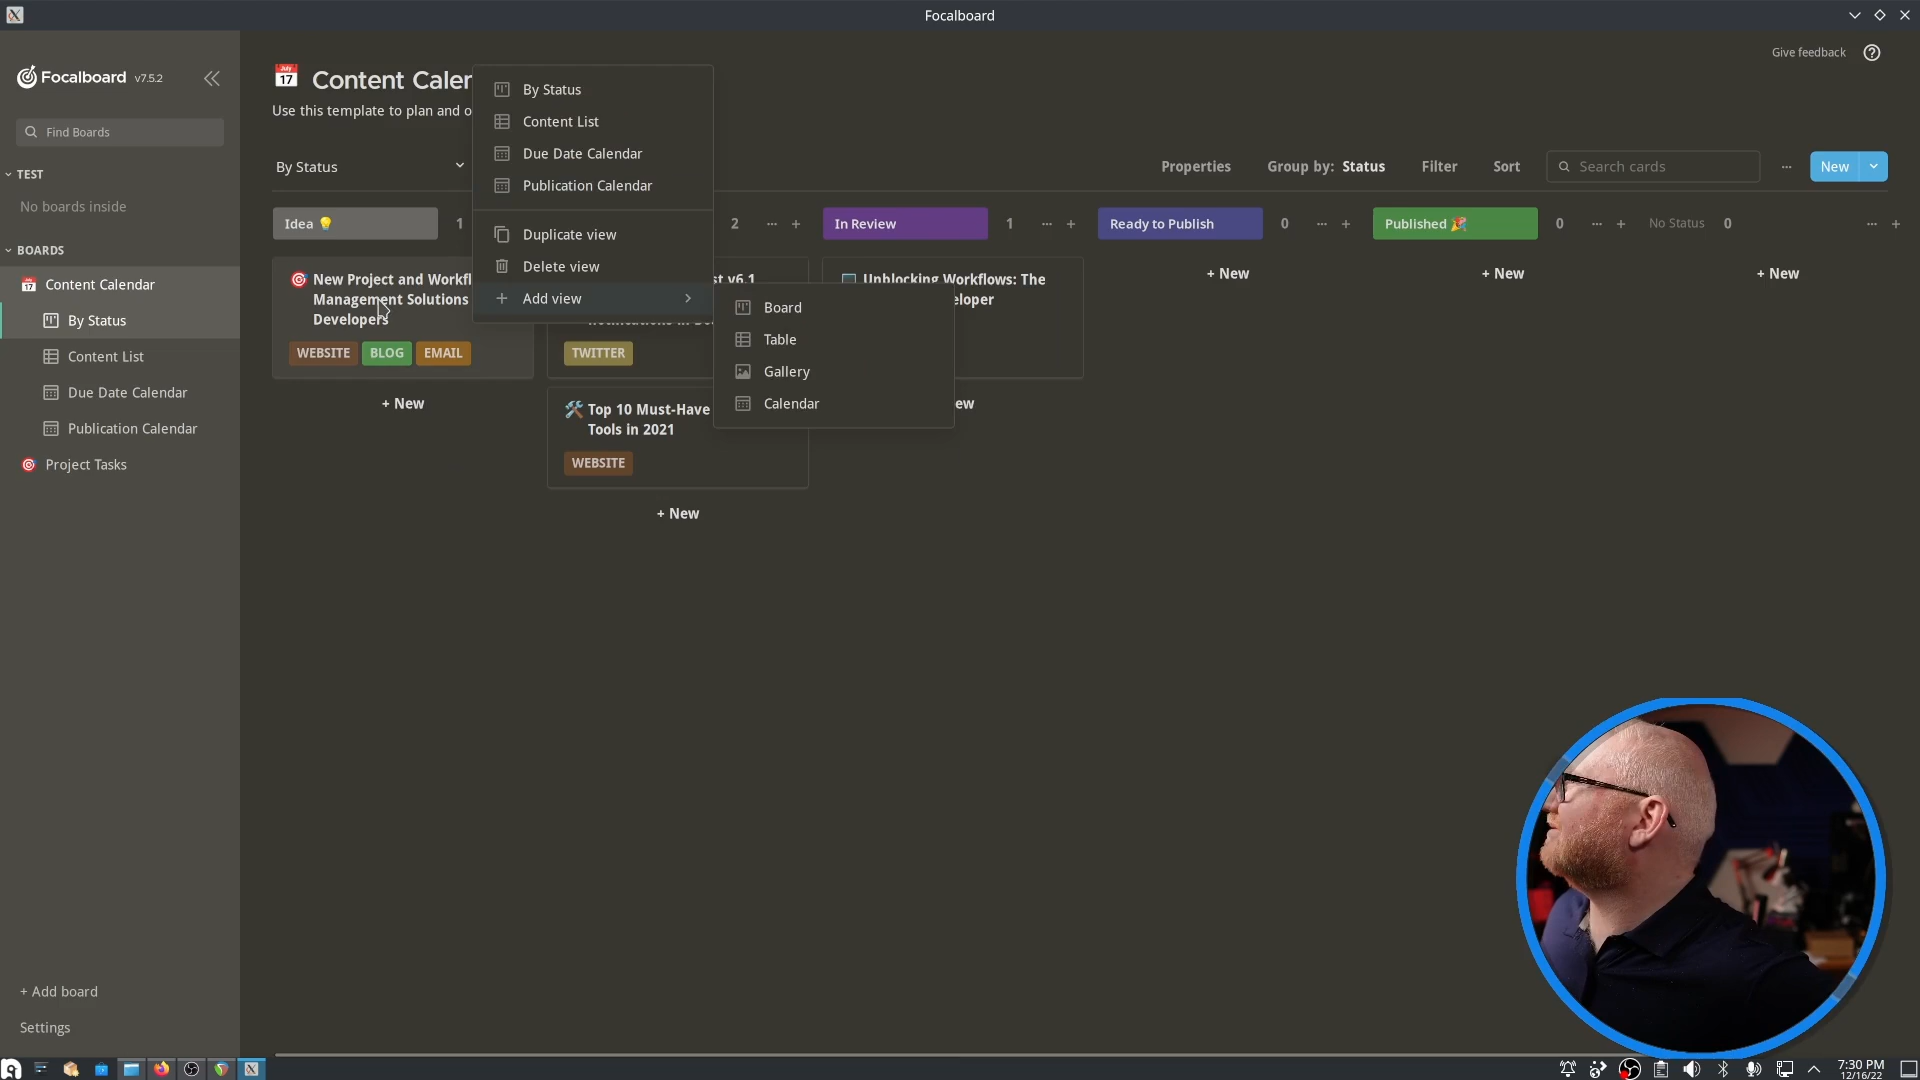 Focalboard
Give feedback
Focalboard v7.5.2
Find Boards
TEST
No boards inside
BOARDS
Content Calendar
By Status
Content List
Due Date Calendar
Publication Calendar
Project Tasks
+ Add board
Settings
July
17
Content Caler
Use this template to plan and o
By Status
Properties
Group by: Status
Filter
Sort
Search cards
New
By Status
Content List
Due Date Calendar
Publication Calendar
Duplicate view
Delete view
Add view
Board
Table
Gallery
Calendar
Idea 💡 1
2
In Review 1
Ready to Publish 0
Published 🎉 0
No Status 0
New Project and Workfl
Management Solutions
Developers
WEBSITE BLOG EMAIL
+ New
st v6.1
TWITTER
Top 10 Must-Have
Tools in 2021
WEBSITE
+ New
Unblocking Workflows: The
eloper
ew
+ New
+ New
+ New
7:30 PM
12/16/22